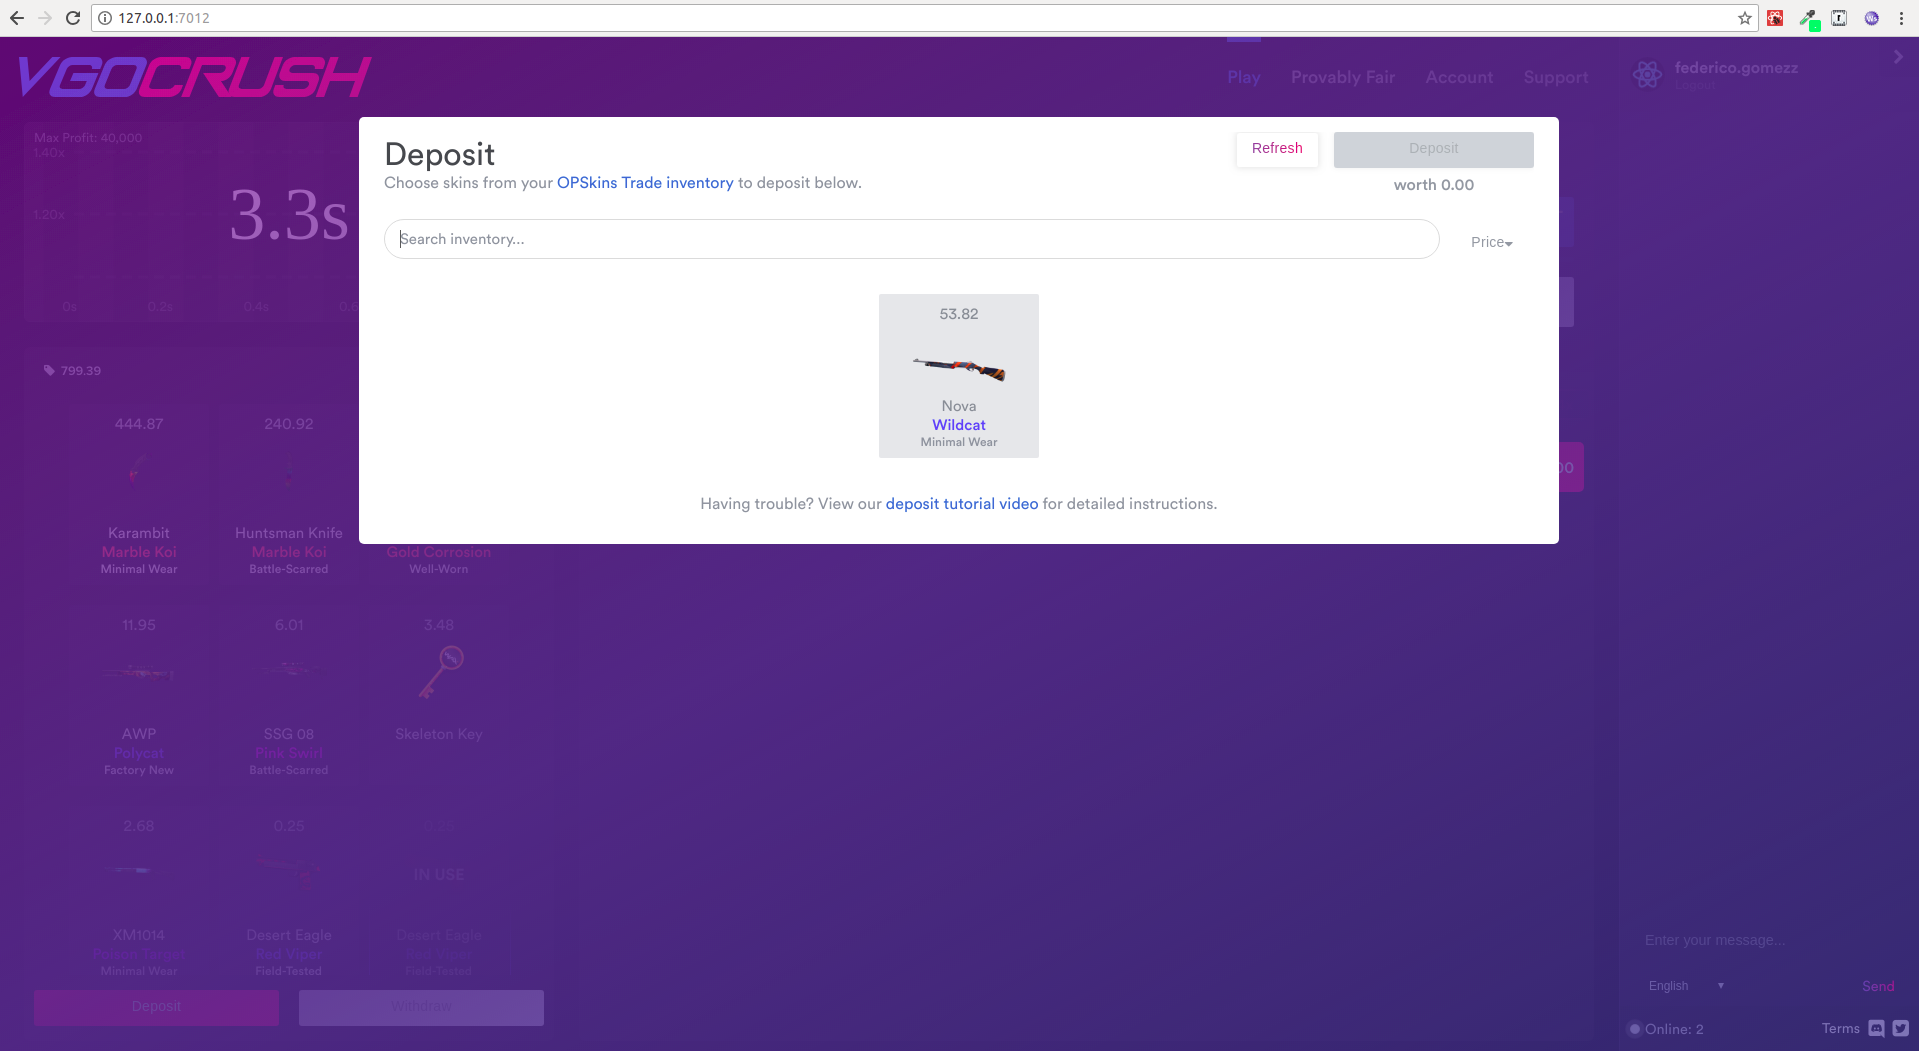 127.0.0.1:7012
VGOCRUSH
Play
Provably Fair
Account
Support
federico.gomezz
Logout
Max Profit: 40,000
1.40x
1.20x
3.3s
0s
0.2s
0.4s
Deposit
Refresh
Deposit
Choose skins from your OPSkins Trade inventory to deposit below.
worth 0.00
Search inventory...
Price
53.82
Nova
Wildcat
Minimal Wear
Having trouble? View our deposit tutorial video for detailed instructions.
799.39
444.87
Karambit
Marble Koi
Minimal Wear
240.92
Huntsman Knife
Marble Koi
Battle-Scarred
Gold Corrosion
Well-Worn
11.95
AWP
Polycat
Factory New
6.01
SSG 08
Pink Swirl
Battle-Scarred
3.48
Skeleton Key
2.68
XM1014
Minimal Wear
0.25
Desert Eagle
Red Viper
Field-Tested
IN USE
Desert Eagle
Red Viper
Field-Tested
Deposit
Withdraw
Enter your message...
English
Send
Online: 2
Terms